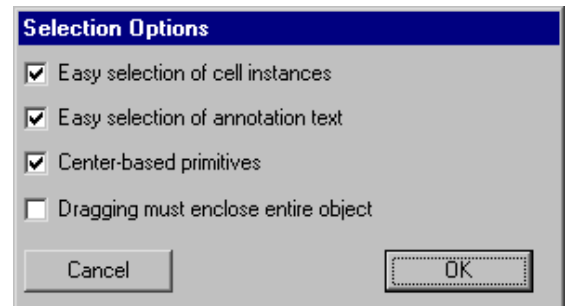 Selection Options
Easy selection of cell instances
Easy selection of annotation text
Center-based primitives
Dragging must enclose entire object
Cancel OK